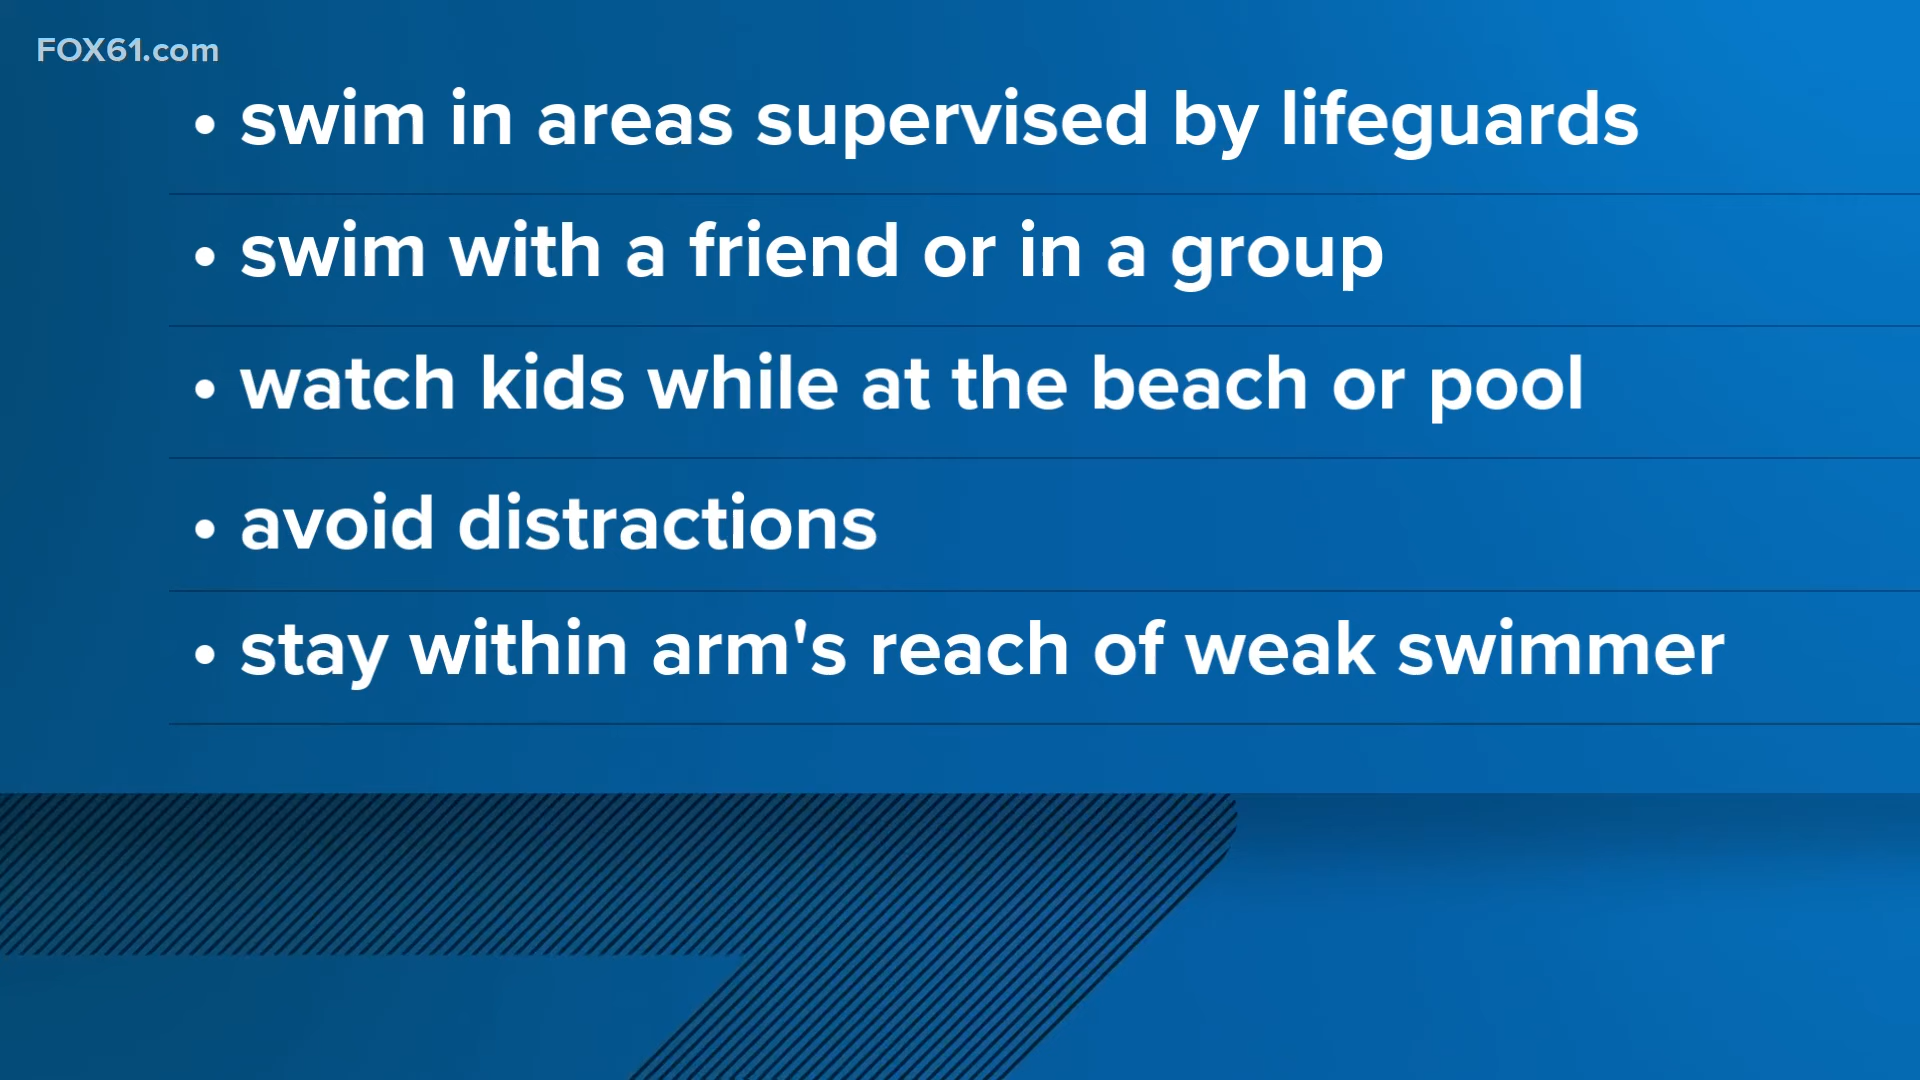 FOX61.com
• swim in areas supervised by lifeguards
• swim with a friend or in a group
• watch kids while at the beach or pool
• avoid distractions
• stay within arm's reach of weak swimmer